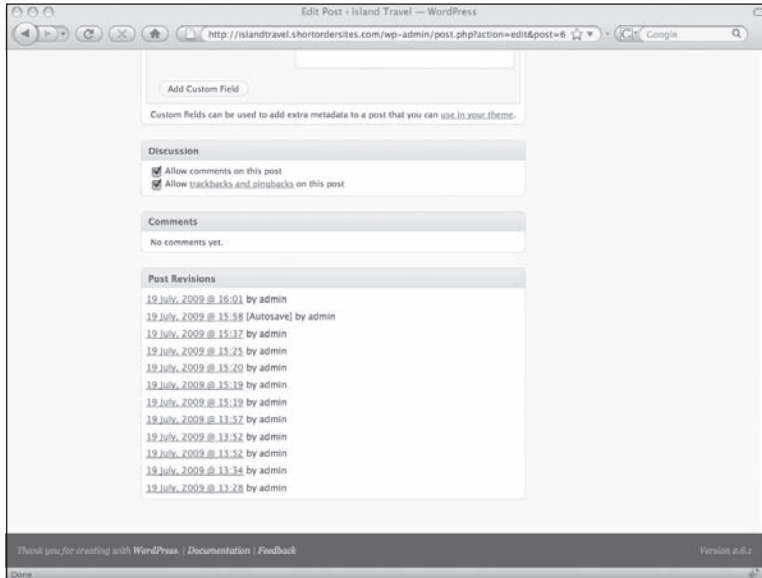 Edit Post ‹ Island Travel — WordPress
http://islandtravel.shortordersites.com/wp-admin/post.php?action=edit&post=6
Google
Add Custom Field
Custom fields can be used to add extra metadata to a post that you can use in your theme.
Discussion
Allow comments on this post
Allow trackbacks and pingbacks on this post
Comments
No comments yet.
Post Revisions
19 July, 2009 @ 16:01 by admin
19 July, 2009 @ 15:58 [Autosave] by admin
19 July, 2009 @ 15:37 by admin
19 July, 2009 @ 15:25 by admin
19 July, 2009 @ 15:20 by admin
19 July, 2009 @ 15:19 by admin
19 July, 2009 @ 15:19 by admin
19 July, 2009 @ 13:57 by admin
19 July, 2009 @ 13:52 by admin
19 July, 2009 @ 13:52 by admin
19 July, 2009 @ 13:34 by admin
19 July, 2009 @ 13:28 by admin
Thank you for creating with WordPress. | Documentation | Feedback
Version 2.8.1
Done